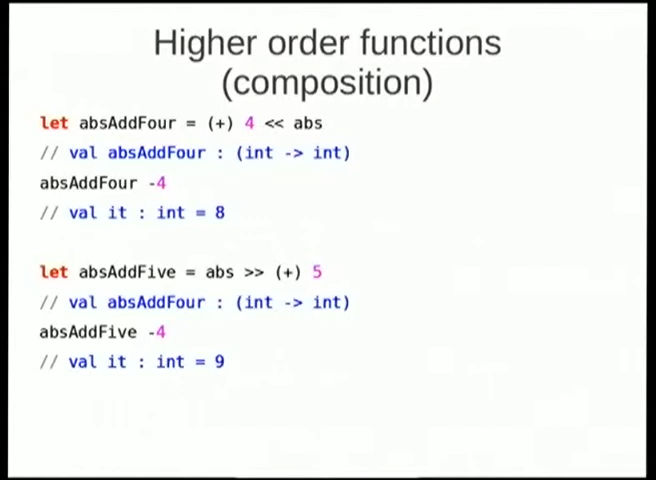 Higher order functions
(composition)
let absAddFour = (+) 4 << abs
// val absAddFour : (int -> int)
absAddFour -4
// val it : int = 8
let absAddFive = abs >> (+) 5
// val absAddFour : (int -> int)
absAddFive -4
// val it : int = 9